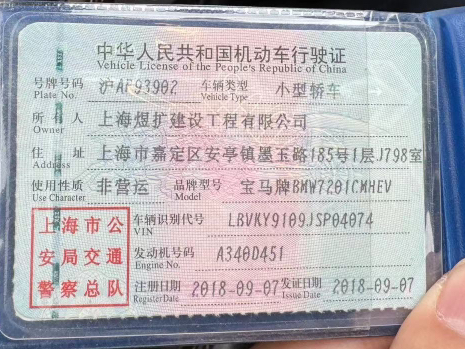 中华人民共和国机动车行驶证
Vehicle License of the People's Republic of China
号牌号码 沪AF93902 车辆类型 小型轿车
Plate No. Vehicle Type
所有人 上海煜扩建设工程有限公司
Owner
住址 上海市嘉定区安亭镇墨玉路185号1层J798室
Address
使用性质 非营运 品牌型号 宝马牌BMW7201CMHEV
Use Character Model
上海市公 车辆识别代号 LBVKY9109JSP04074
VIN
安局交通 发动机号码 A340D451
Engine No.
警察总队 注册日期 2018-09-07 发证日期 2018-09-07
Register Date Issue Date